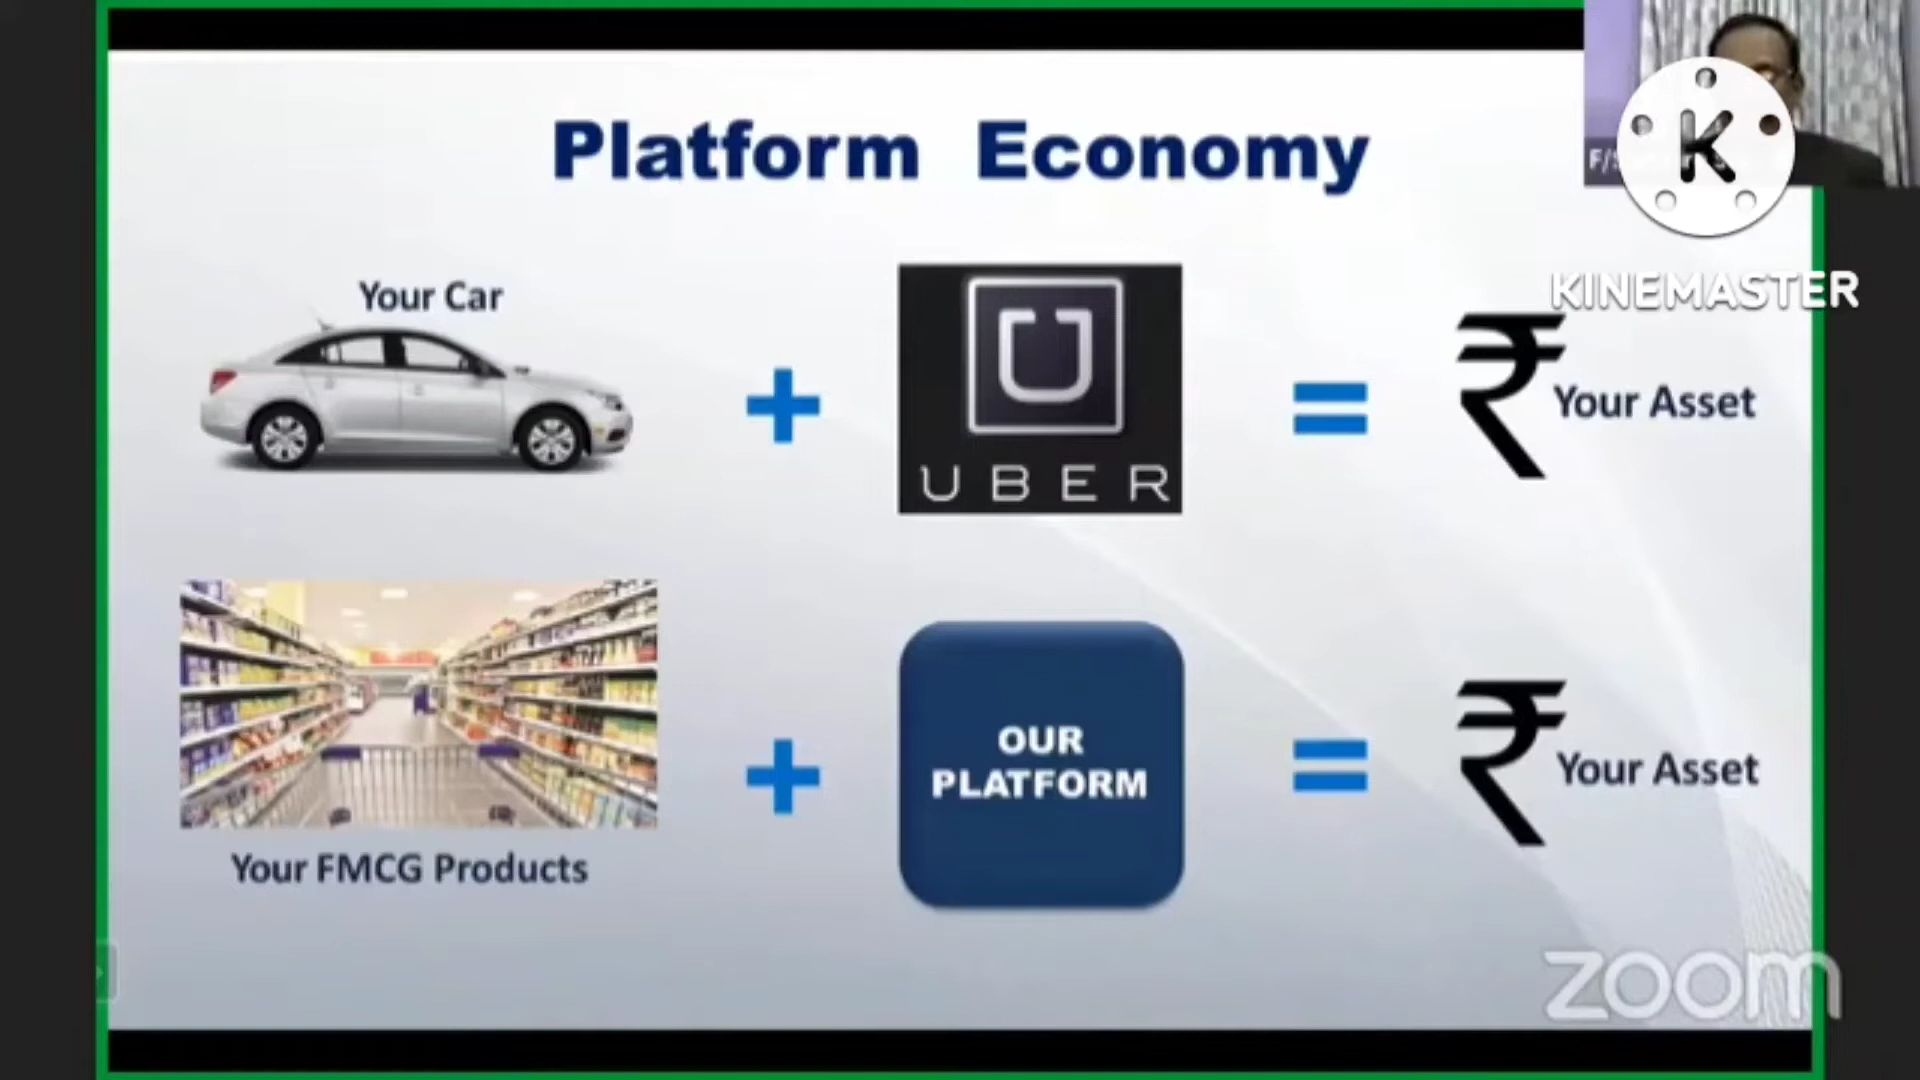 Platform Economy
K
KINEMASTER
Your Car
U
UBER
₹ Your Asset
OUR
PLATFORM
₹ Your Asset
Your FMCG Products
zoom